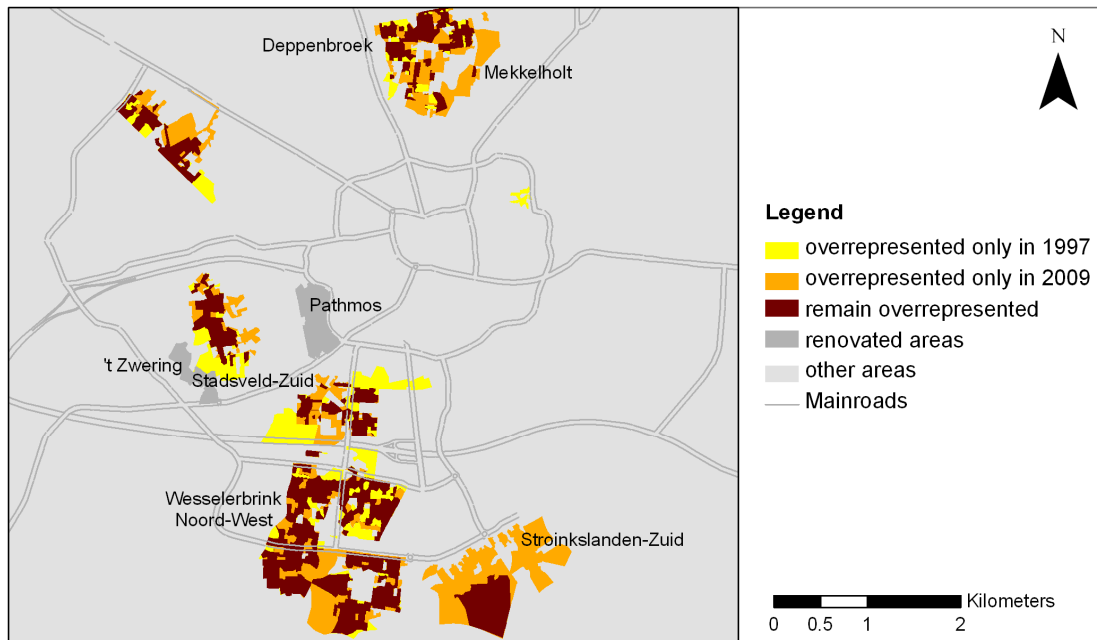 Deppenbroek
Mekkelholt
Pathmos
't Zwering
Stadsveld-Zuid
Wesselerbrink
Noord-West
Stroinkslanden-Zuid
N
Legend
overrepresented only in 1997
overrepresented only in 2009
remain overrepresented
renovated areas
other areas
Mainroads
Kilometers
0 0.5 1 2